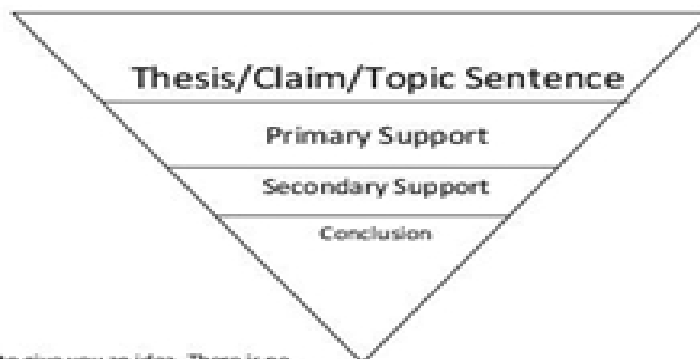 Thesis/Claim/Topic Sentence
Primary Support
Secondary Support
Conclusion
give you an idea. There is no